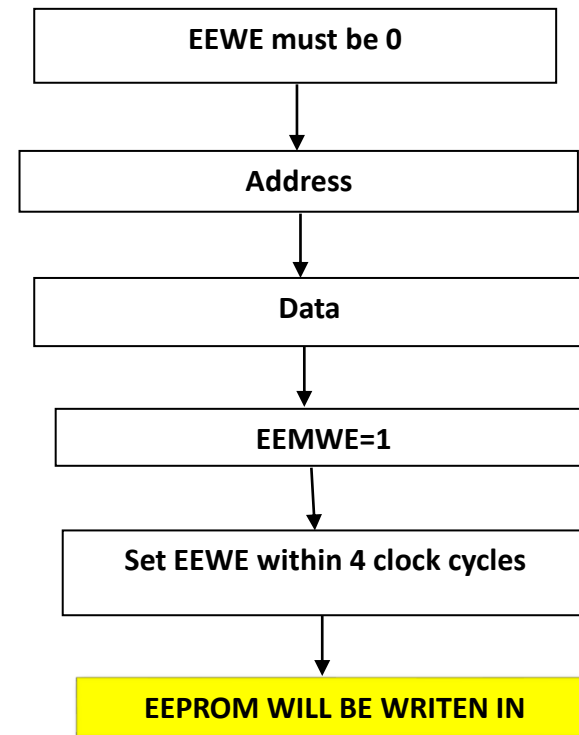 EEWE must be 0
Address
Data
EEMWE=1
Set EEWE within 4 clock cycles
EEPROM WILL BE WRITEN IN